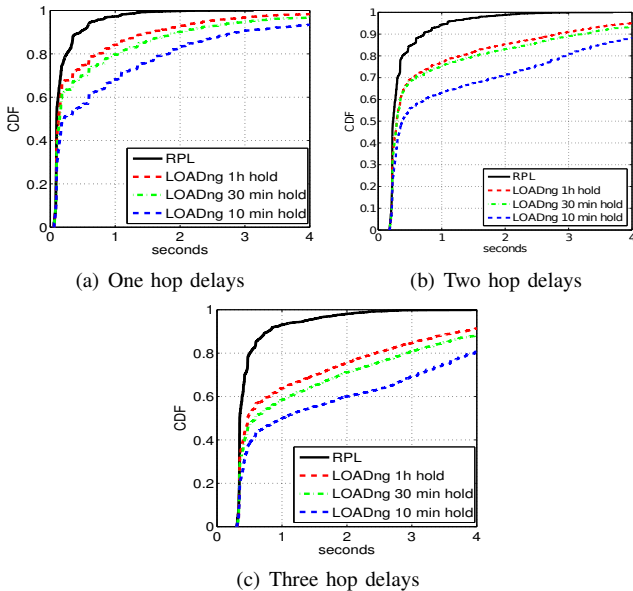 1
0.8
0.6
0.4
0.2
0
CDF
0
1
2
3
4
seconds
RPL
LOADng 1h hold
LOADng 30 min hold
LOADng 10 min hold
(a) One hop delays
1
0.9
0.8
0.7
0.6
0.5
0.4
0.3
0.2
0.1
0
CDF
0
1
2
3
4
seconds
RPL
LOADng 1h hold
LOADng 30 min hold
LOADng 10 min hold
(b) Two hop delays
1
0.8
0.6
0.4
0.2
0
CDF
0
1
2
3
4
seconds
RPL
LOADng 1h hold
LOADng 30 min hold
LOADng 10 min hold
(c) Three hop delays